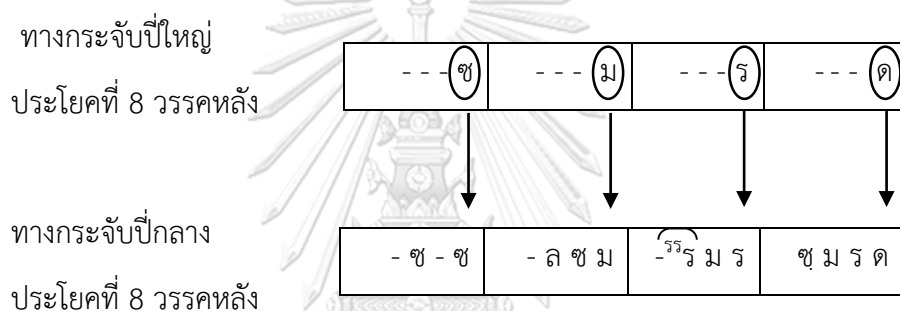 ทางกระจับปี่ใหญ่
ประโยคที่ 8 วรรคหลัง
- - - ซ - - - ม - - - ร - - - ด
ทางกระจับปี่กลาง
ประโยคที่ 8 วรรคหลัง
- ซ - ซ - ล ซ ม -รรร ม ร ซฺ ม ร ด